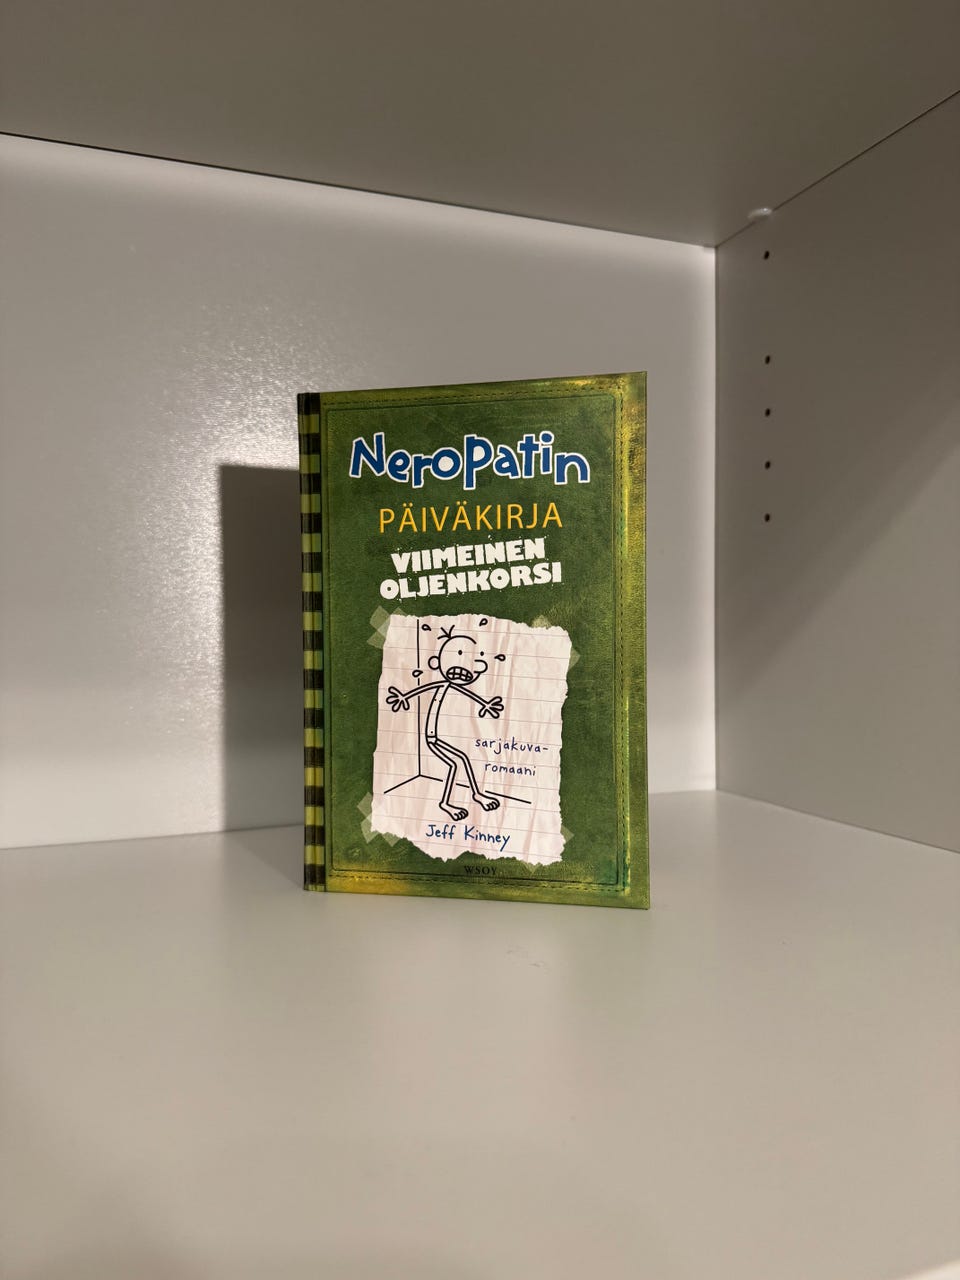 Neropatin
PÄIVÄKIRJA
VIIMEINEN
OLJENKORSI
sarjakuva-
romaani
Jeff Kinney
WSOY